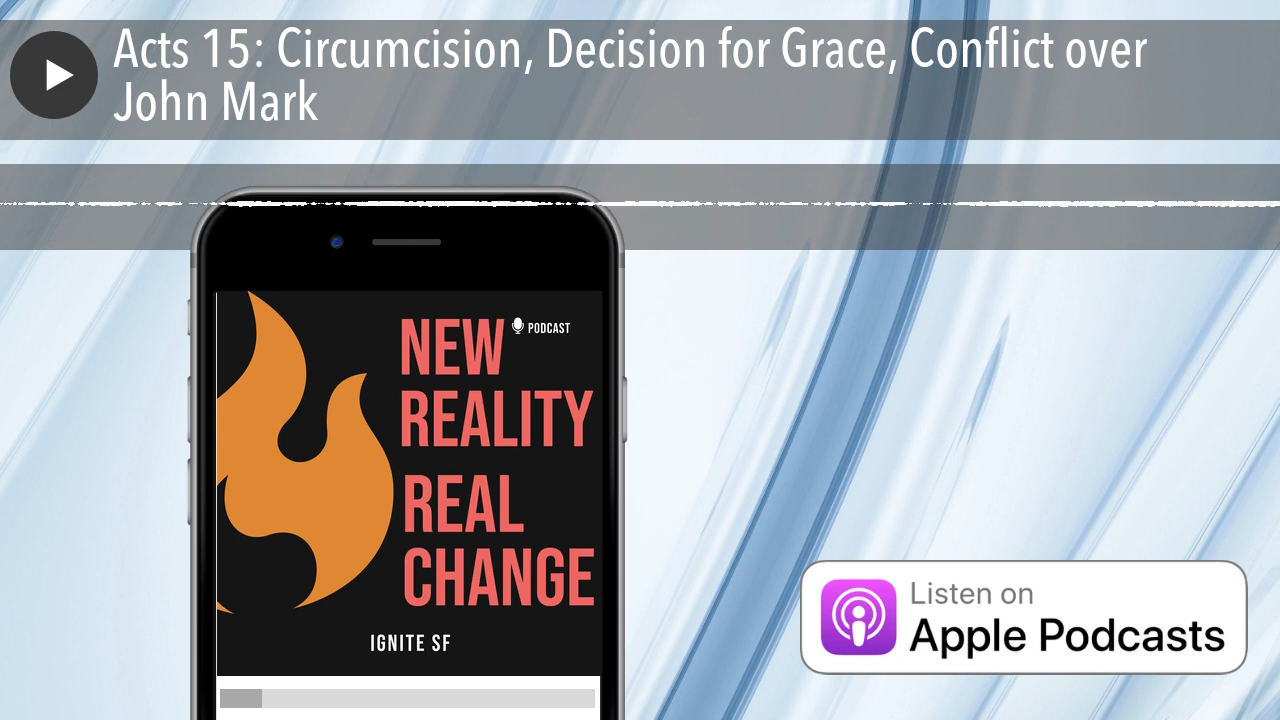 Acts 15: Circumcision, Decision for Grace, Conflict over
John Mark
NEW
PODCAST
REALITY
REAL
CHANGE
IGNITE SF
Listen on
Apple Podcasts